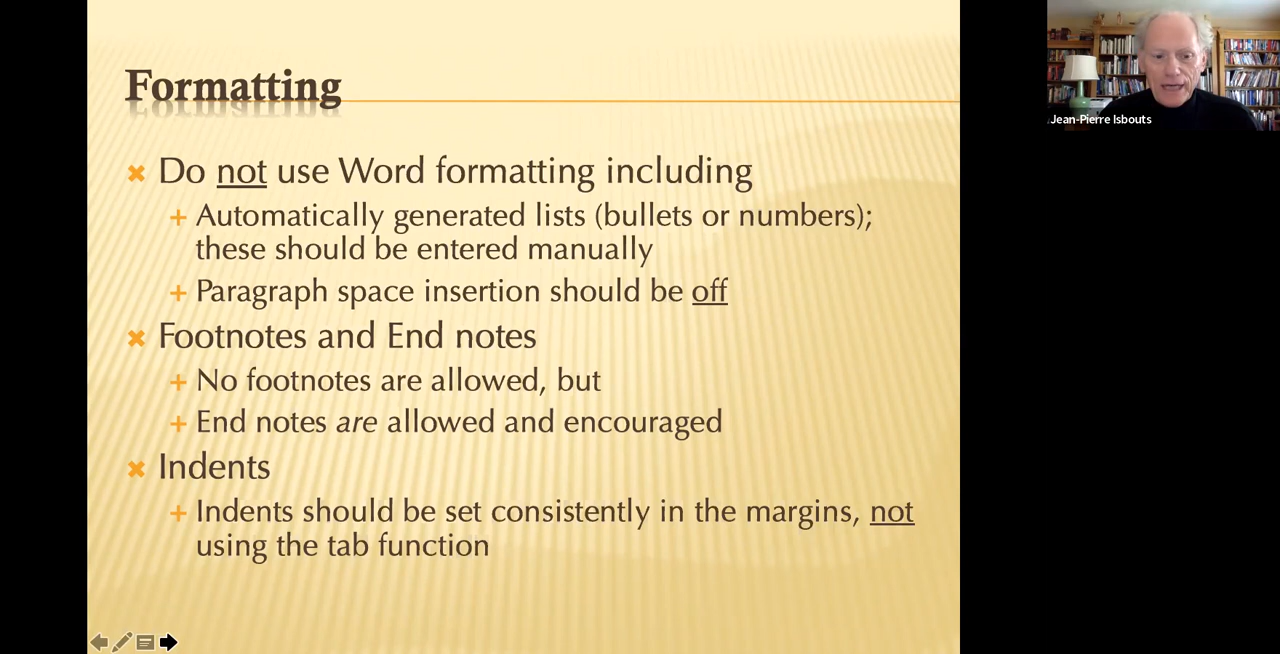 Formatting
Do not use Word formatting including
Automatically generated lists (bullets or numbers);
these should be entered manually
Paragraph space insertion should be off
Footnotes and End notes
No footnotes are allowed, but
End notes are allowed and encouraged
Indents
Indents should be set consistently in the margins, not
using the tab function
Jean-Pierre Isbouts